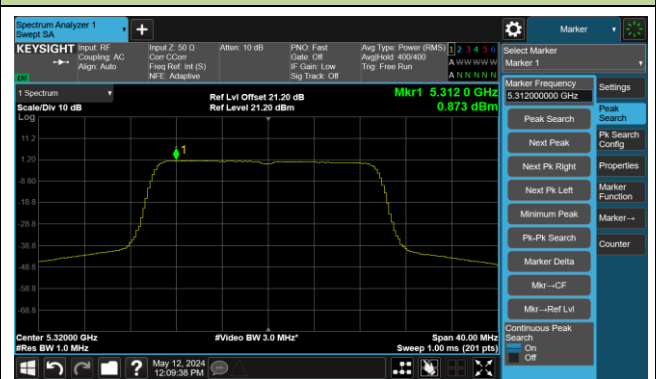 Spectrum Analyzer 1
Swept SA
Marker
KEYSIGHT
Input: RF
Coupling: AC
Align: Auto
Input Z: 50 Ω
Corr CCorr
Freq Ref: Int (S)
NFE: Adaptive
Atten: 10 dB
PNO: Fast
Gate: Off
IF Gain: Low
Sig Track: Off
Avg Type: Power (RMS)
Avg|Hold: 400/400
Trig: Free Run
1 2 3 4 5 6
A W W W W W
A N N N N N
LXI
1 Spectrum
Scale/Div 10 dB
Log
Ref Lvl Offset 21.20 dB
Ref Level 21.20 dBm
Mkr1 5.312 0 GHz
0.873 dBm
11.2
1.20
-8.80
-18.8
-28.8
-38.8
-48.8
-58.8
-68.8
1
Center 5.32000 GHz
#Res BW 1.0 MHz
#Video BW 3.0 MHz*
Span 40.00 MHz
Sweep 1.00 ms (201 pts)
Select Marker
Marker 1
Marker Frequency
5.312000000 GHz
Peak Search
Next Peak
Next Pk Right
Next Pk Left
Minimum Peak
Pk-Pk Search
Marker Delta
Mkr→CF
Mkr→Ref Lvl
Continuous Peak
Search
On
Off
Settings
Peak
Search
Pk Search
Config
Properties
Marker
Function
Marker→
Counter
?
May 12, 2024
12:09:38 PM